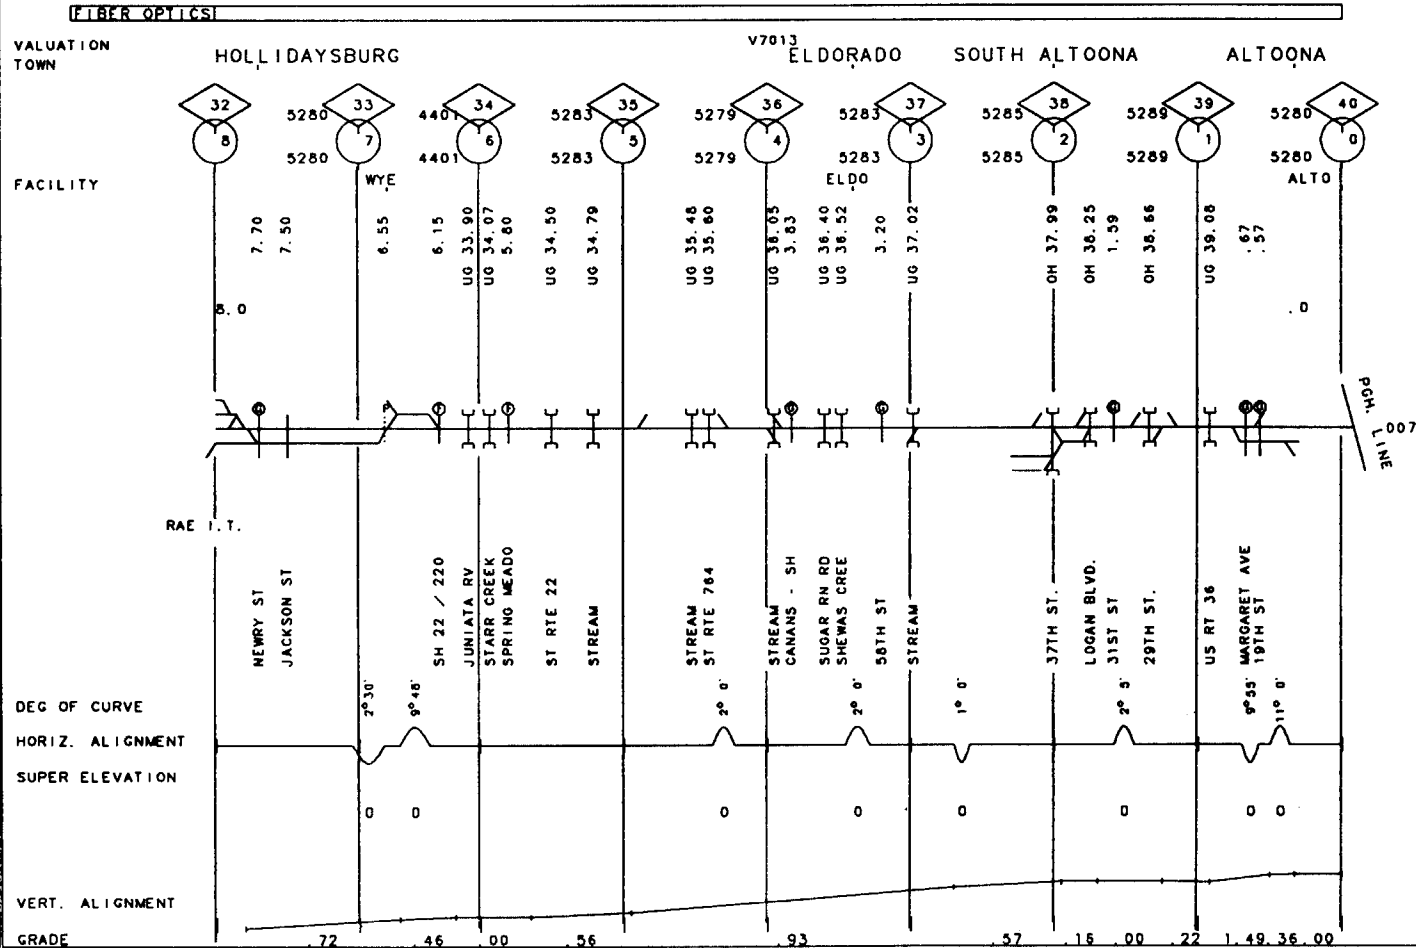 FIBER OPTICS
VALUATION
V7013
TOWN
HOLLIDAYSBURG
ELDORADO
SOUTH ALTOONA
ALTOONA
32 33 34 35 36 37 38 39 40
5280 4401 5283 5279 5283 5285 5289 5280
8 7 6 5 4 3 2 1 0
5280 4401 5283 5279 5283 5285 5289 5280
FACILITY
WYE
ELDO
ALTO
7.70
7.50
6.55
6.15
UG 33.90
UG 34.07
5.80
UG 34.50
UG 34.79
UG 35.48
UG 35.60
UG 36.05
3.83
UG 36.40
UG 36.52
3.20
UG 37.02
OH 37.99
OH 38.25
1.59
OH 38.66
UG 39.08
.67
.57
8.0
.0
PGH. LINE
007
RAE I.T.
NEWRY ST
JACKSON ST
SH 22 / 220
JUNIATA RV
STARR CREEK
SPRING MEADO
ST RTE 22
STREAM
STREAM
ST RTE 764
STREAM
CANANS - SH
SUGAR RN RD
SHEWAS CREE
58TH ST
STREAM
37TH ST.
LOGAN BLVD.
31ST ST
29TH ST.
US RT 36
MARGARET AVE
19TH ST
DEG OF CURVE
2° 30'
9° 48'
2° 0'
2° 0'
1° 0'
2° 5'
9° 55'
11° 0'
HORIZ. ALIGNMENT
SUPER ELEVATION
0 0 0 0 0 0 0 0
VERT. ALIGNMENT
GRADE
.72 .46 .00 .56 .93 .57 .16 .00 .22 1.49 .36 .00